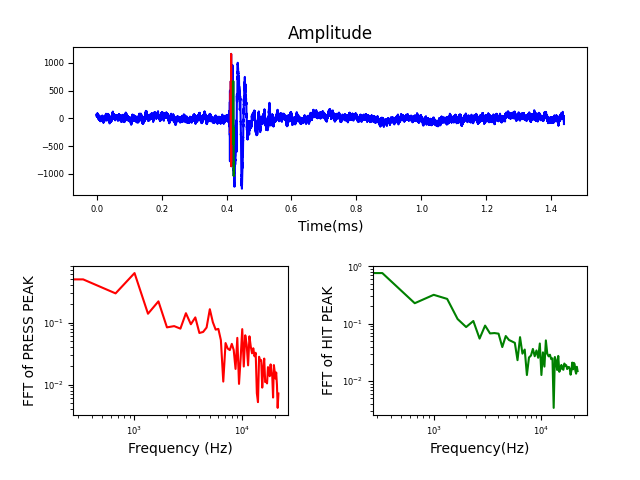 Amplitude
1000
500
0
−500
−1000
0.0 0.2 0.4 0.6 0.8 1.0 1.2 1.4
Time(ms)
FFT of PRESS PEAK
10⁻¹
10⁻²
10³ 10⁴
Frequency (Hz)
FFT of HIT PEAK
10⁰
10⁻¹
10⁻²
10³ 10⁴
Frequency(Hz)